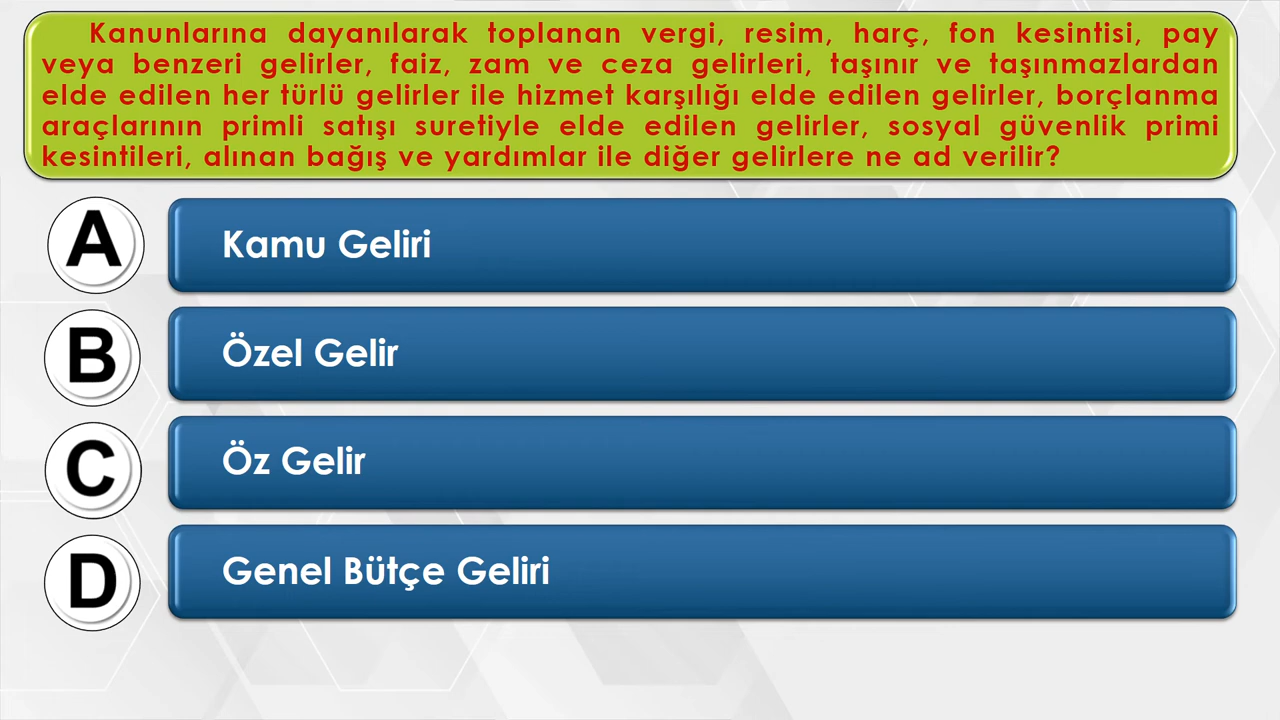 Kanunlarına dayanılarak toplanan vergi, resim, harç, fon kesintisi, pay
veya benzeri gelirler, faiz, zam ve ceza gelirleri, taşınır ve taşınmazlardan
elde edilen her türlü gelirler ile hizmet karşılığı elde edilen gelirler, borçlanma
araçlarının primli satışı suretiyle elde edilen gelirler, sosyal güvenlik primi
kesintileri, alınan bağış ve yardımlar ile diğer gelirlere ne ad verilir?
A Kamu Geliri
B Özel Gelir
C Öz Gelir
D Genel Bütçe Geliri